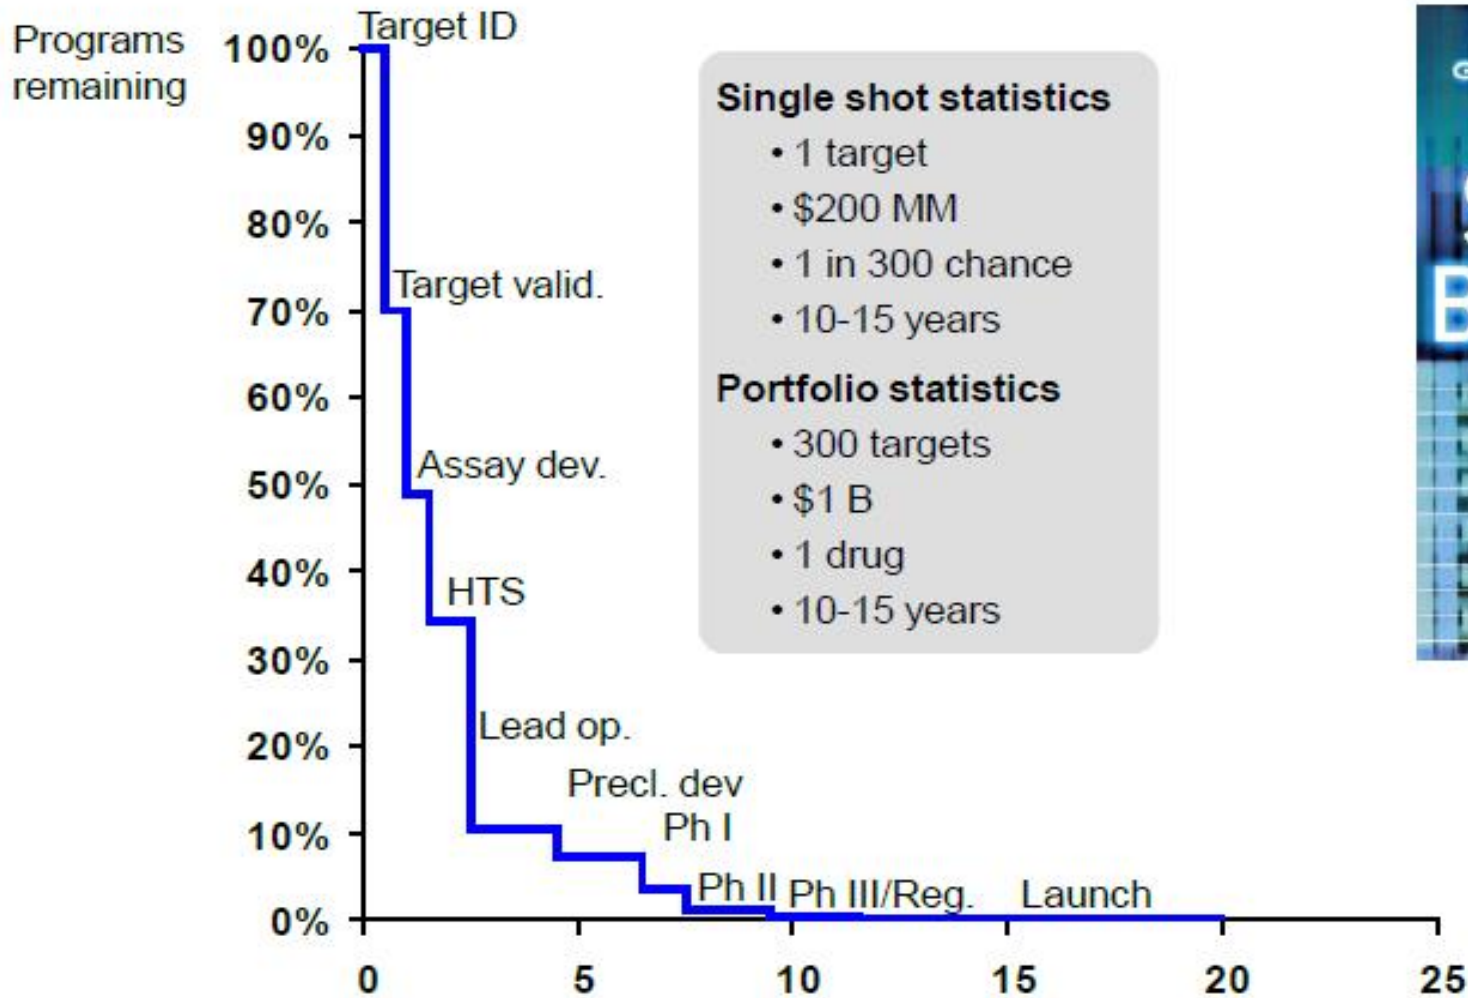 Programs
remaining
100%
90%
80%
70%
60%
50%
40%
30%
20%
10%
0%
Target ID
Target valid.
Assay dev.
HTS
Lead op.
Precl. dev
Ph I
Ph II
Ph III/Reg.
Launch
Single shot statistics
• 1 target
• $200 MM
• 1 in 300 chance
• 10-15 years
Portfolio statistics
• 300 targets
• $1 B
• 1 drug
• 10-15 years
0 5 10 15 20 25
B